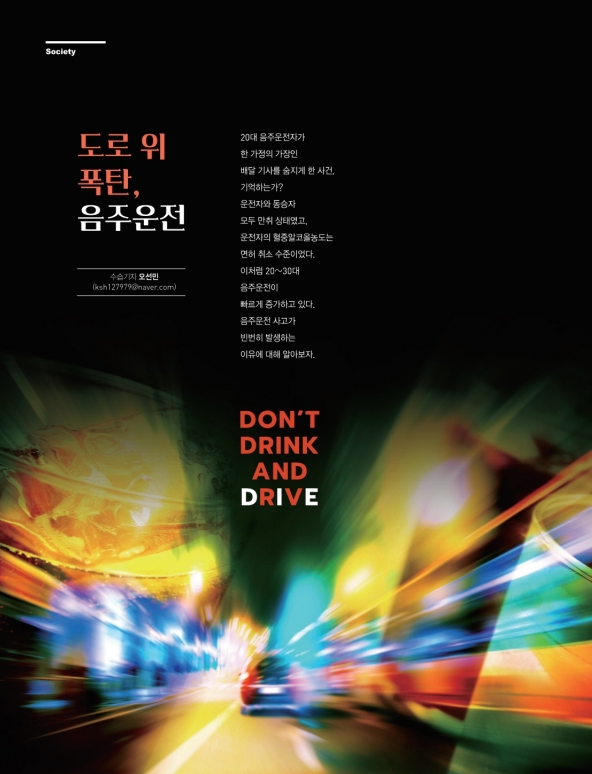 Society
도로 위
폭탄,
음주운전
수습기자 오선민
(ksh127979@naver.com)
20대 음주운전자가
한 가정의 가장인
배달 기사를 숨지게 한 사건,
기억하는가?
운전자와 동승자
모두 만취 상태였고,
운전자의 혈중알코올농도는
면허 취소 수준이었다.
이처럼 20~30대
음주운전이
빠르게 증가하고 있다.
음주운전 사고가
빈번히 발생하는
이유에 대해 알아보자.
DON'T
DRINK
AND
DRIVE